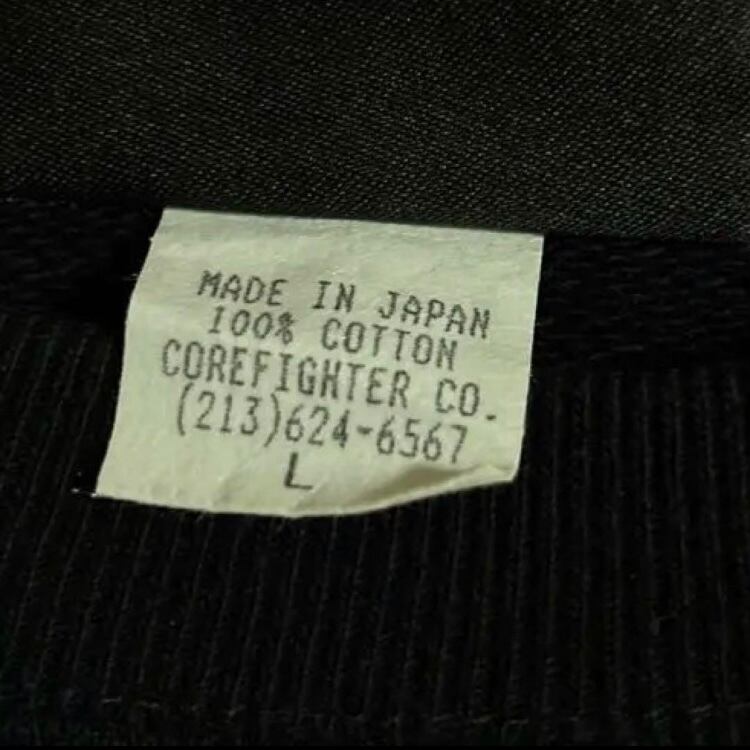 MADE IN JAPAN
100% COTTON
COREFIGHTER CO.
(213)624-6567
L